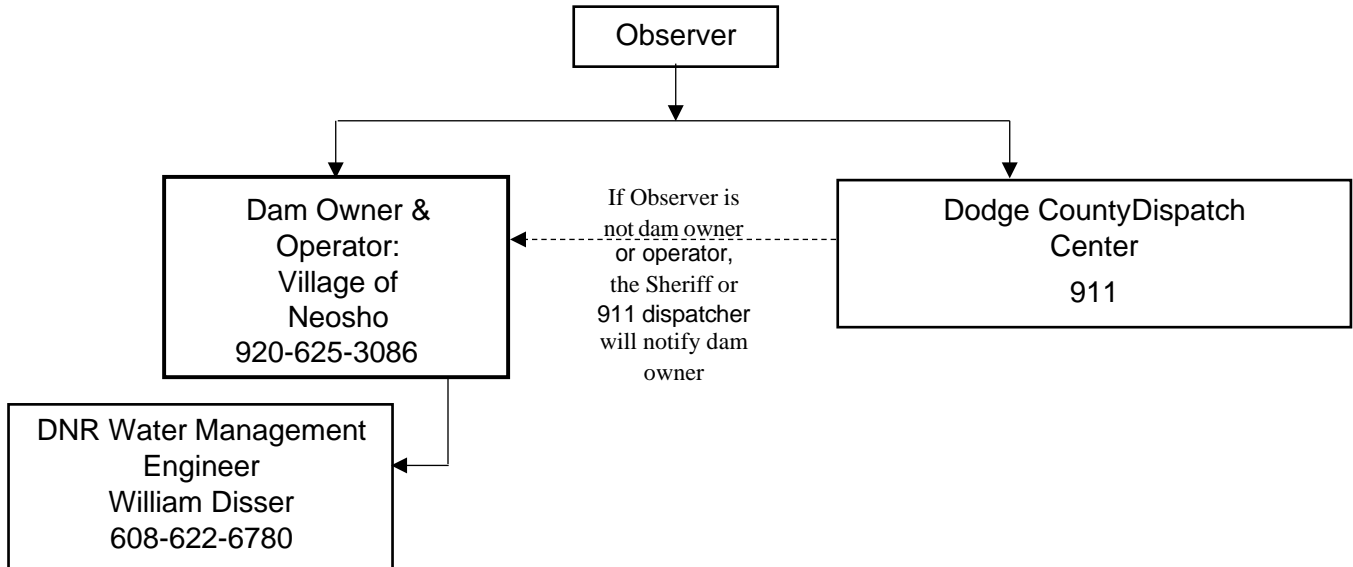 Observer
Dam Owner &
Operator:
Village of
Neosho
920-625-3086
If Observer is
not dam owner
or operator,
the Sheriff or
911 dispatcher
will notify dam
owner
Dodge CountyDispatch
Center
911
DNR Water Management
Engineer
William Disser
608-622-6780